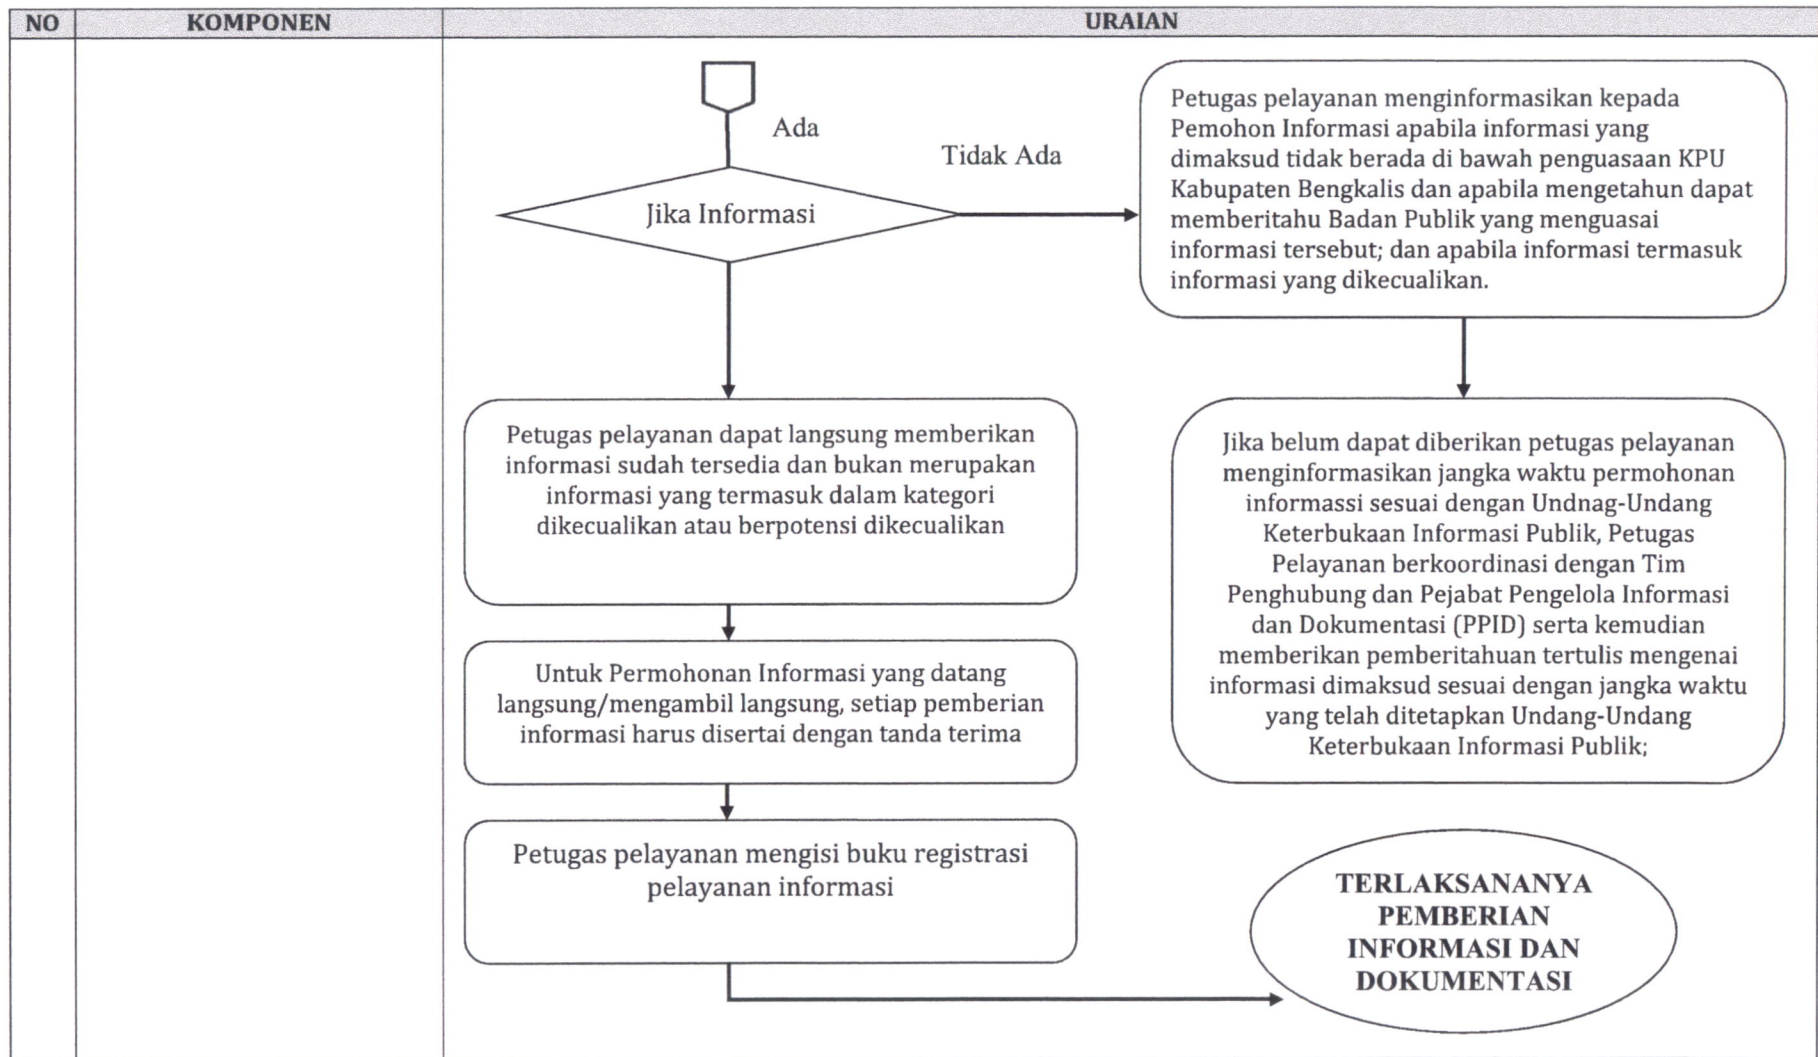 NO KOMPONEN URAIAN
Ada
Tidak Ada
Jika Informasi
Petugas pelayanan menginformasikan kepada
Pemohon Informasi apabila informasi yang
dimaksud tidak berada di bawah penguasaan KPU
Kabupaten Bengkalis dan apabila mengetahun dapat
memberitahu Badan Publik yang menguasai
informasi tersebut; dan apabila informasi termasuk
informasi yang dikecualikan.
Petugas pelayanan dapat langsung memberikan
informasi sudah tersedia dan bukan merupakan
informasi yang termasuk dalam kategori
dikecualikan atau berpotensi dikecualikan
Jika belum dapat diberikan petugas pelayanan
menginformasikan jangka waktu permohonan
informassi sesuai dengan Undnag-Undang
Keterbukaan Informasi Publik, Petugas
Pelayanan berkoordinasi dengan Tim
Penghubung dan Pejabat Pengelola Informasi
dan Dokumentasi (PPID) serta kemudian
memberikan pemberitahuan tertulis mengenai
informasi dimaksud sesuai dengan jangka waktu
yang telah ditetapkan Undang-Undang
Keterbukaan Informasi Publik;
Untuk Permohonan Informasi yang datang
langsung/mengambil langsung, setiap pemberian
informasi harus disertai dengan tanda terima
Petugas pelayanan mengisi buku registrasi
pelayanan informasi
TERLAKSANANYA
PEMBERIAN
INFORMASI DAN
DOKUMENTASI